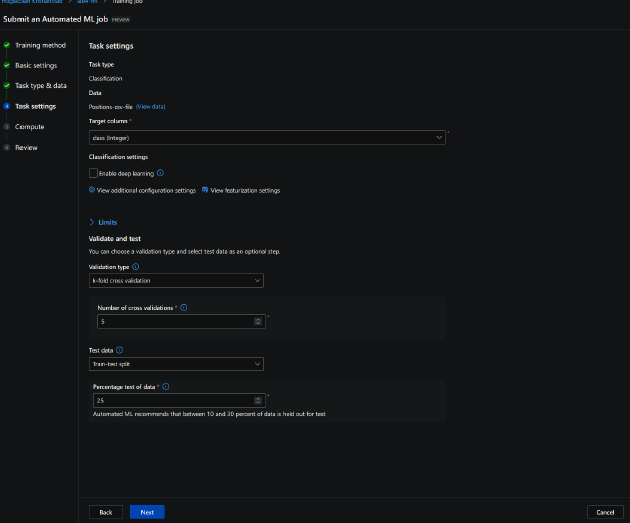 Högskolan Kristianstad > lab4-ml > Training job
Submit an Automated ML job PREVIEW
Training method
Basic settings
Task type & data
Task settings
Compute
Review
Task settings
Task type
Classification
Data
Positions-csv-file (View data)
Target column *
class (Integer)
Classification settings
Enable deep learning
View additional configuration settings View featurization settings
Limits
Validate and test
You can choose a validation type and select test data as an optional step.
Validation type
k-fold cross validation
Number of cross validations *
5
Test data
Train-test split
Percentage test of data *
25
Automated ML recommends that between 10 and 30 percent of data is held out for test
Back Next Cancel